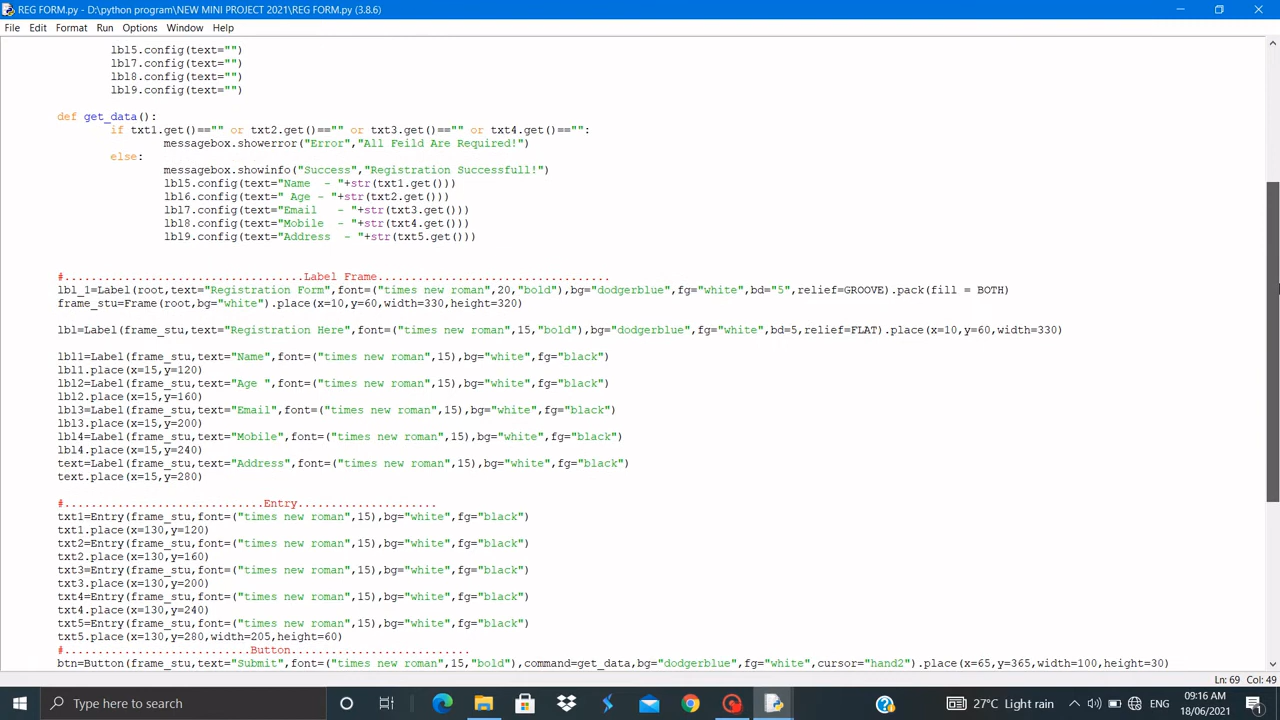 REG FORM.py - D:\python program\NEW MINI PROJECT 2021\REG FORM.py (3.8.6)
File Edit Format Run Options Window Help
lbl5.config(text="")
lbl7.config(text="")
lbl8.config(text="")
lbl9.config(text="")
def get_data():
if txt1.get()=="" or txt2.get()=="" or txt3.get()=="" or txt4.get()=="":
messagebox.showerror("Error","All Feild Are Required!")
else:
messagebox.showinfo("Success","Registration Successfull!")
lbl5.config(text="Name  - "+str(txt1.get()))
lbl6.config(text=" Age - "+str(txt2.get()))
lbl7.config(text="Email   - "+str(txt3.get()))
lbl8.config(text="Mobile  - "+str(txt4.get()))
lbl9.config(text="Address  - "+str(txt5.get()))
#....................................Label Frame...................................
lbl_1=Label(root,text="Registration Form",font=("times new roman",20,"bold"),bg="dodgerblue",fg="white",bd="5",relief=GROOVE).pack(fill = BOTH)
frame_stu=Frame(root,bg="white").place(x=10,y=60,width=330,height=320)
lbl=Label(frame_stu,text="Registration Here",font=("times new roman",15,"bold"),bg="dodgerblue",fg="white",bd=5,relief=FLAT).place(x=10,y=60,width=330)
lbl1=Label(frame_stu,text="Name",font=("times new roman",15),bg="white",fg="black")
lbl1.place(x=15,y=120)
lbl2=Label(frame_stu,text="Age ",font=("times new roman",15),bg="white",fg="black")
lbl2.place(x=15,y=160)
lbl3=Label(frame_stu,text="Email",font=("times new roman",15),bg="white",fg="black")
lbl3.place(x=15,y=200)
lbl4=Label(frame_stu,text="Mobile",font=("times new roman",15),bg="white",fg="black")
lbl4.place(x=15,y=240)
text=Label(frame_stu,text="Address",font=("times new roman",15),bg="white",fg="black")
text.place(x=15,y=280)
#..............................Entry.....................
txt1=Entry(frame_stu,font=("times new roman",15),bg="white",fg="black")
txt1.place(x=130,y=120)
txt2=Entry(frame_stu,font=("times new roman",15),bg="white",fg="black")
txt2.place(x=130,y=160)
txt3=Entry(frame_stu,font=("times new roman",15),bg="white",fg="black")
txt3.place(x=130,y=200)
txt4=Entry(frame_stu,font=("times new roman",15),bg="white",fg="black")
txt4.place(x=130,y=240)
txt5=Entry(frame_stu,font=("times new roman",15),bg="white",fg="black")
txt5.place(x=130,y=280,width=205,height=60)
#............................Button...........................
btn=Button(frame_stu,text="Submit",font=("times new roman",15,"bold"),command=get_data,bg="dodgerblue",fg="white",cursor="hand2").place(x=65,y=365,width=100,height=30)
Ln: 69 Col: 49
Type here to search
27°C Light rain
ENG
09:16 AM
18/06/2021
1